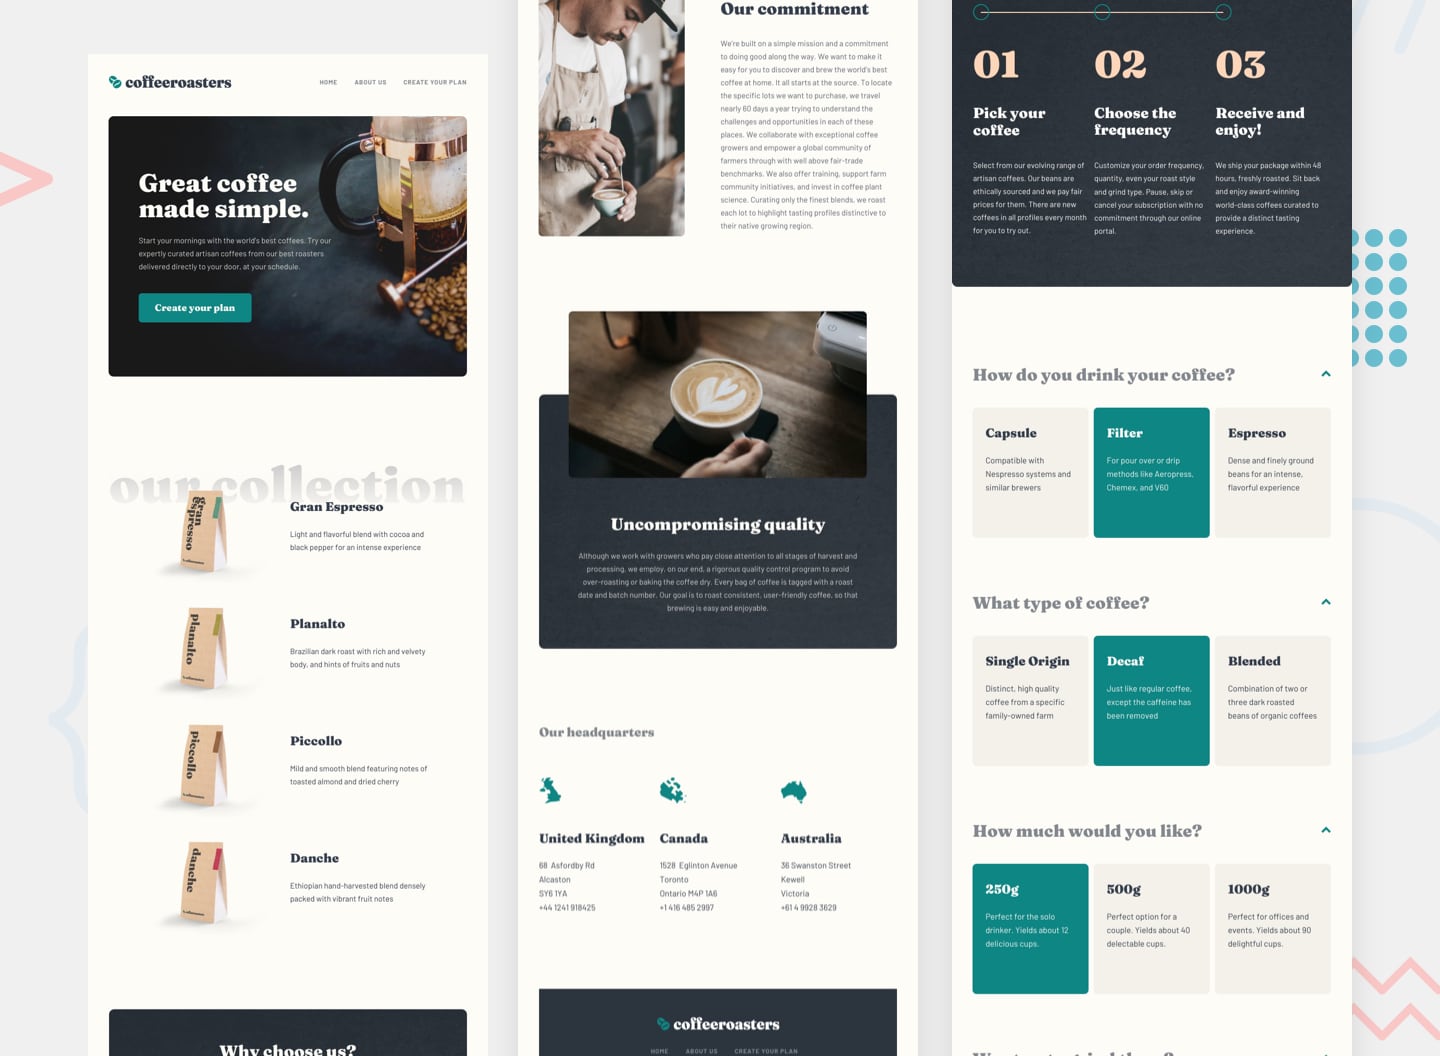 coffeeroasters
HOME ABOUT US CREATE YOUR PLAN
Great coffee
made simple.
Start your mornings with the world's best coffees. Try our
expertly curated artisan coffees from our best roasters
delivered directly to your door, at your schedule.
Create your plan
our collection
gran
espresso
Gran Espresso
Light and flavorful blend with cocoa and
black pepper for an intense experience
planalto
Planalto
Brazilian dark roast with rich and velvety
body, and hints of fruits and nuts
piccollo
Piccollo
Mild and smooth blend featuring notes of
toasted almond and dried cherry
danche
Danche
Ethiopian hand-harvested blend densely
packed with vibrant fruit notes
Why choose us?
Our commitment
We're built on a simple mission and a commitment
to doing good along the way. We want to make it
easy for you to discover and brew the world's best
coffee at home. It all starts at the source. To locate
the specific lots we want to purchase, we travel
nearly 60 days a year trying to understand the
challenges and opportunities in each of these
places. We collaborate with exceptional coffee
growers and empower a global community of
farmers through with well above fair-trade
benchmarks. We also offer training, support farm
community initiatives, and invest in coffee plant
science. Curating only the finest blends, we roast
each lot to highlight tasting profiles distinctive to
their native growing region.
Uncompromising quality
Although we work with growers who pay close attention to all stages of harvest and
processing, we employ, on our end, a rigorous quality control program to avoid
over-roasting or baking the coffee dry. Every bag of coffee is tagged with a roast
date and batch number. Our goal is to roast consistent, user-friendly coffee, so that
brewing is easy and enjoyable.
Our headquarters
United Kingdom
68 Asfordby Rd
Alcaston
SY6 1YA
+44 1241 918425
Canada
1528 Eglinton Avenue
Toronto
Ontario M4P 1A6
+1 416 485 2997
Australia
36 Swanston Street
Kewell
Victoria
+61 4 9928 3629
coffeeroasters
HOME ABOUT US CREATE YOUR PLAN
01
Pick your
coffee
Select from our evolving range of
artisan coffees. Our beans are
ethically sourced and we pay fair
prices for them. There are new
coffees in all profiles every month
for you to try out.
02
Choose the
frequency
Customize your order frequency,
quantity, even your roast style
and grind type. Pause, skip or
cancel your subscription with no
commitment through our online
portal.
03
Receive and
enjoy!
We ship your package within 48
hours, freshly roasted. Sit back
and enjoy award-winning
world-class coffees curated to
provide a distinct tasting
experience.
How do you drink your coffee?
Capsule
Compatible with
Nespresso systems and
similar brewers
Filter
For pour over or drip
methods like Aeropress,
Chemex, and V60
Espresso
Dense and finely ground
beans for an intense,
flavorful experience
What type of coffee?
Single Origin
Distinct, high quality
coffee from a specific
family-owned farm
Decaf
Just like regular coffee,
except the caffeine has
been removed
Blended
Combination of two or
three dark roasted
beans of organic coffees
How much would you like?
250g
Perfect for the solo
drinker. Yields about 12
delicious cups.
500g
Perfect option for a
couple. Yields about 40
delectable cups.
1000g
Perfect for offices and
events. Yields about 90
delightful cups.